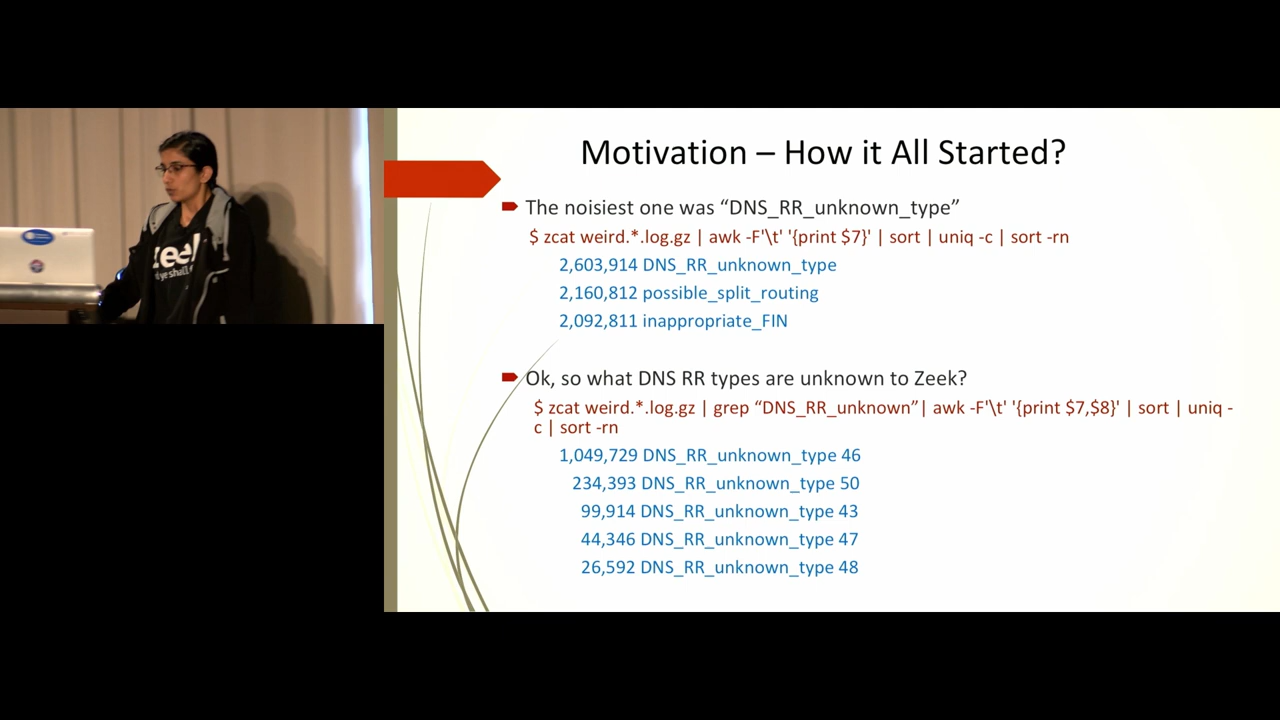 Motivation – How it All Started?
The noisiest one was “DNS_RR_unknown_type”
$ zcat weird.*.log.gz | awk -F'\t' '{print $7}' | sort | uniq -c | sort -rn
2,603,914 DNS_RR_unknown_type
2,160,812 possible_split_routing
2,092,811 inappropriate_FIN
Ok, so what DNS RR types are unknown to Zeek?
$ zcat weird.*.log.gz | grep “DNS_RR_unknown”| awk -F'\t' '{print $7,$8}' | sort | uniq -
c | sort -rn
1,049,729 DNS_RR_unknown_type 46
234,393 DNS_RR_unknown_type 50
99,914 DNS_RR_unknown_type 43
44,346 DNS_RR_unknown_type 47
26,592 DNS_RR_unknown_type 48